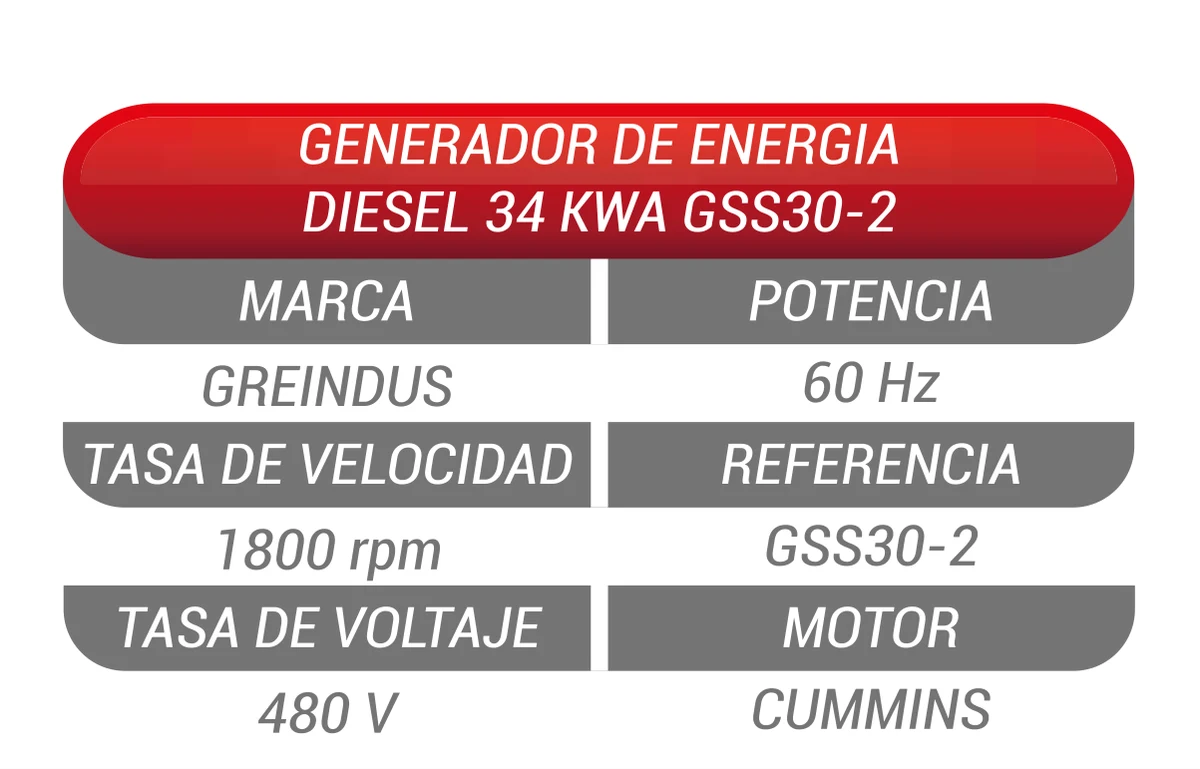 GENERADOR DE ENERGIA
DIESEL 34 KWA GSS30-2
MARCA
POTENCIA
GREINDUS
60 Hz
TASA DE VELOCIDAD
REFERENCIA
1800 rpm
GSS30-2
TASA DE VOLTAJE
MOTOR
480 V
CUMMINS